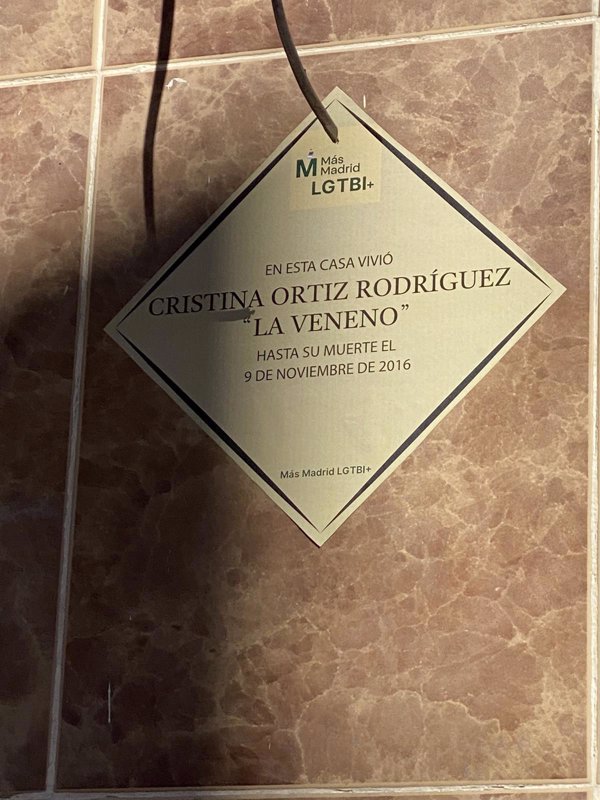 Más
Madrid
LGTBI+
EN ESTA CASA VIVIÓ
CRISTINA ORTIZ RODRÍGUEZ
“LA VENENO”
HASTA SU MUERTE EL
9 DE NOVIEMBRE DE 2016
Más Madrid LGTBI+